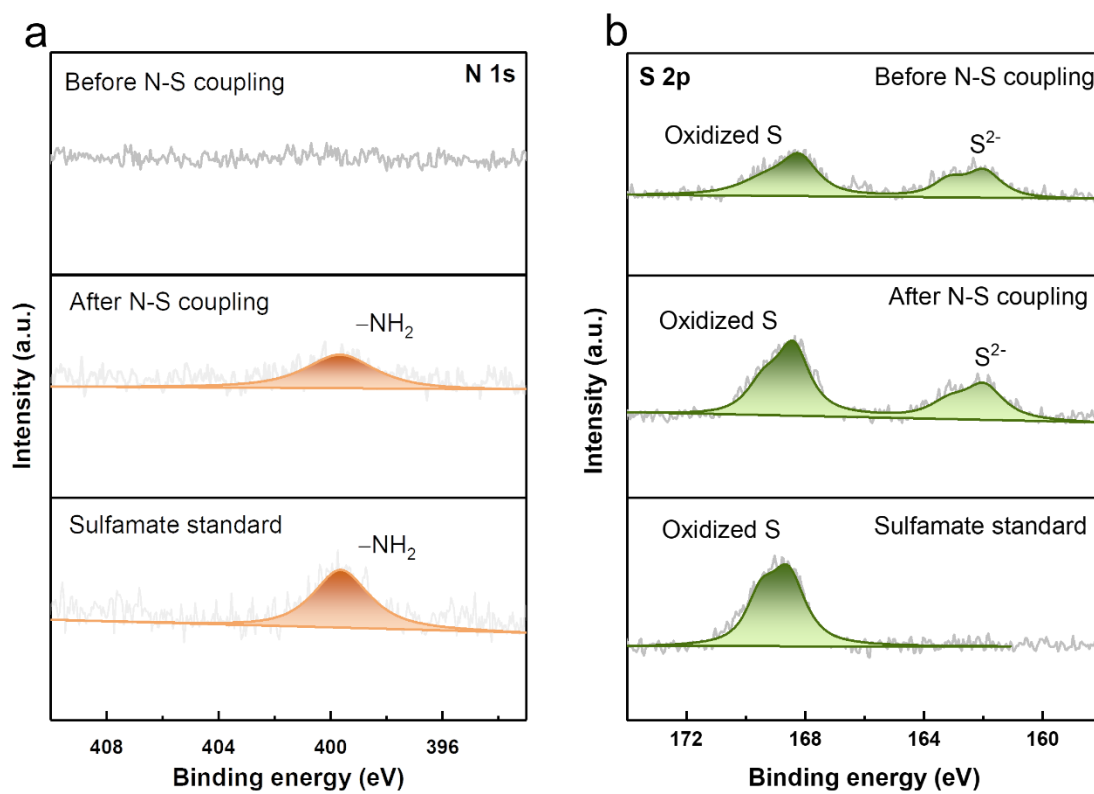 a
N 1s
Before N-S coupling
After N-S coupling
–NH₂
Sulfamate standard
–NH₂
Intensity (a.u.)
408 404 400 396
Binding energy (eV)
b
S 2p
Before N-S coupling
Oxidized S
S²⁻
After N-S coupling
Oxidized S
S²⁻
Oxidized S
Sulfamate standard
Intensity (a.u.)
172 168 164 160
Binding energy (eV)